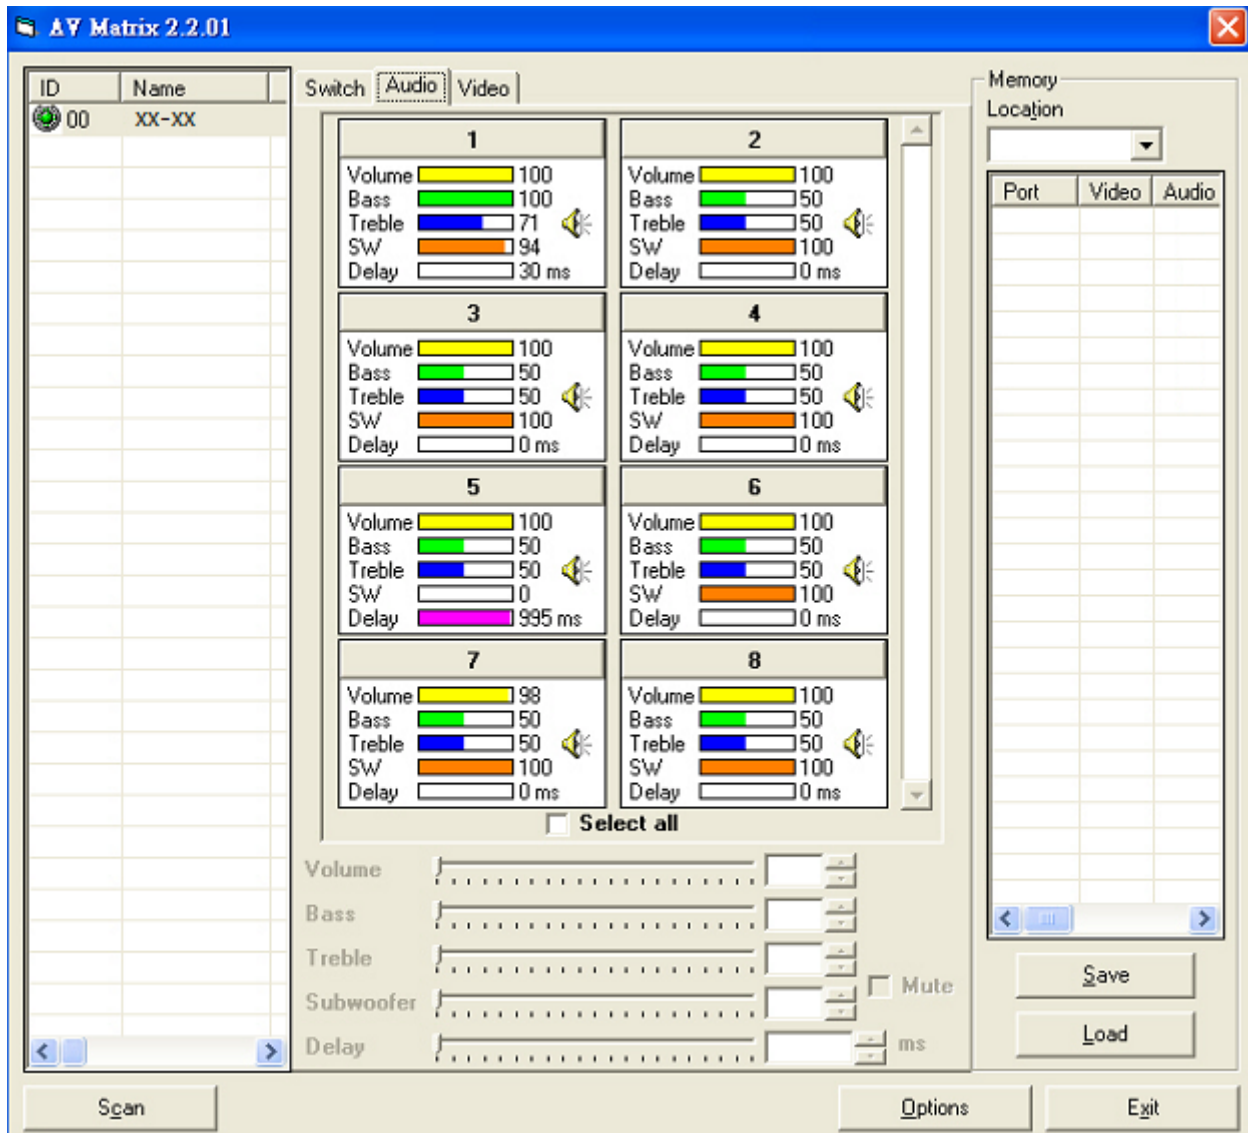 AV Matrix 2.2.01
ID Name
00 XX-XX
Switch Audio Video
1
Volume 100
Bass 100
Treble 71
SW 94
Delay 30 ms
2
Volume 100
Bass 50
Treble 50
SW 100
Delay 0 ms
3
Volume 100
Bass 50
Treble 50
SW 100
Delay 0 ms
4
Volume 100
Bass 50
Treble 50
SW 100
Delay 0 ms
5
Volume 100
Bass 50
Treble 50
SW 0
Delay 995 ms
6
Volume 100
Bass 50
Treble 50
SW 100
Delay 0 ms
7
Volume 98
Bass 50
Treble 50
SW 100
Delay 0 ms
8
Volume 100
Bass 50
Treble 50
SW 100
Delay 0 ms
Select all
Volume
Bass
Treble
Subwoofer
Mute
Delay ms
Memory
Location
Port Video Audio
Save
Load
Scan
Options
Exit